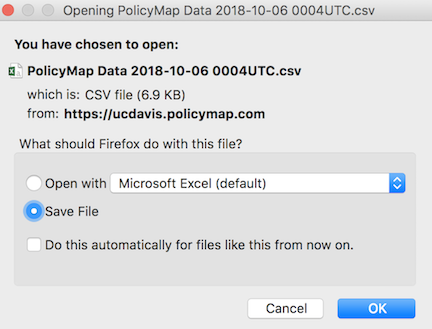 Opening PolicyMap Data 2018-10-06 0004UTC.csv
You have chosen to open:
PolicyMap Data 2018-10-06 0004UTC.csv
which is: CSV file (6.9 KB)
from: https://ucdavis.policymap.com
What should Firefox do with this file?
Open with Microsoft Excel (default)
Save File
Do this automatically for files like this from now on.
Cancel OK